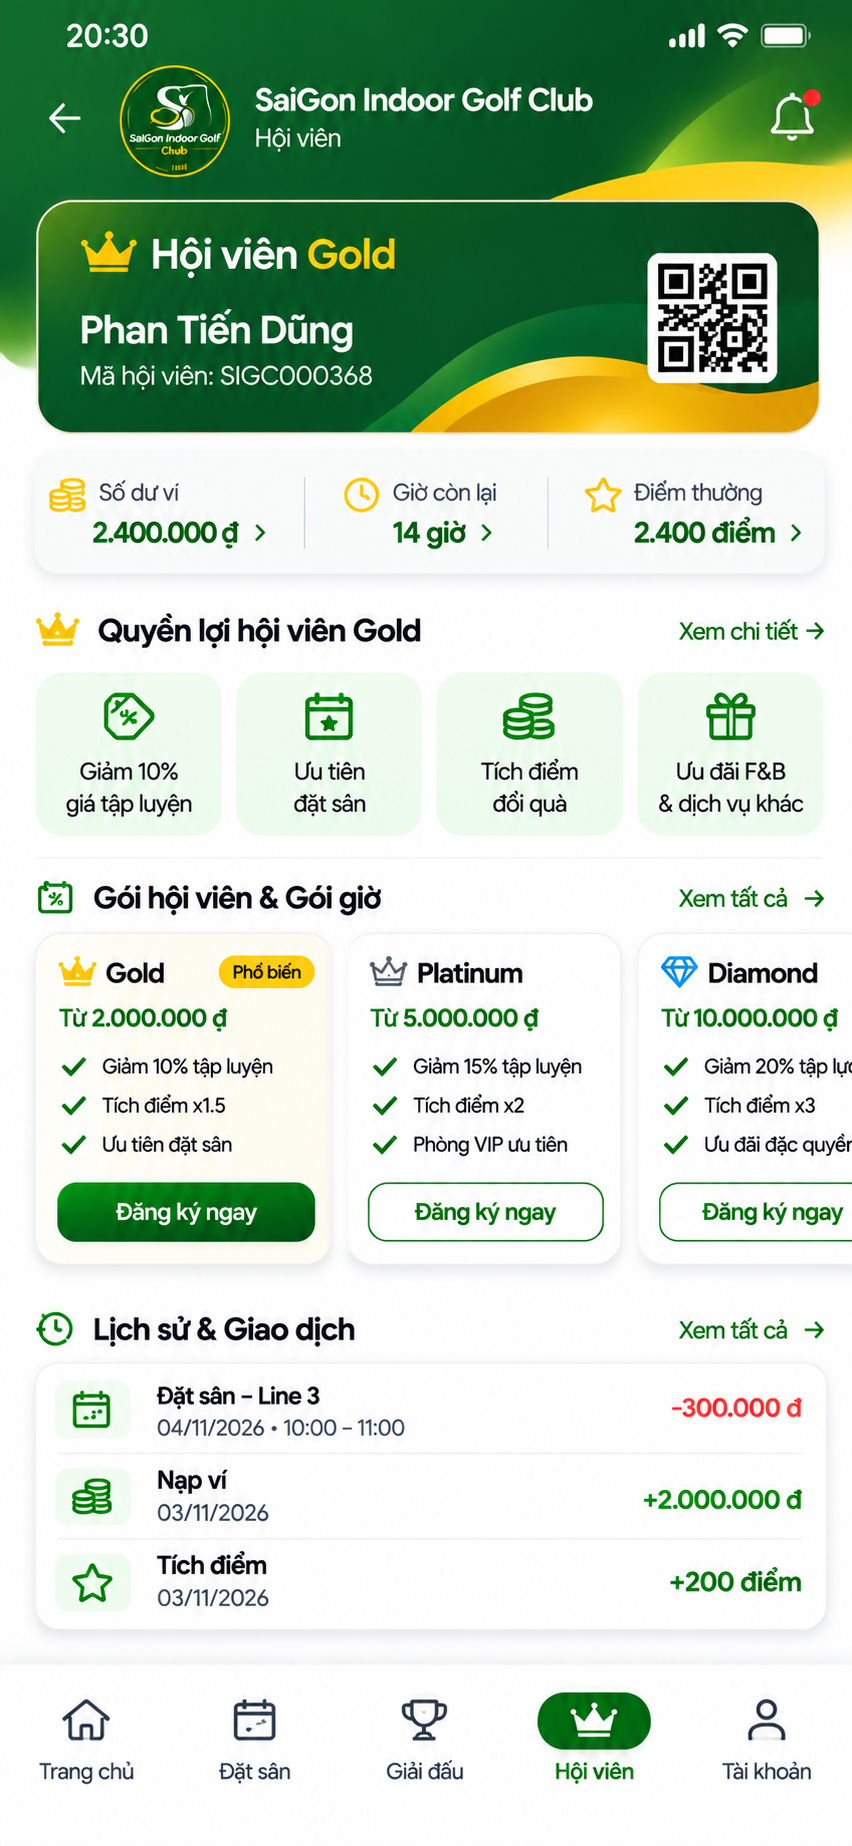 20:30
SaiGon Indoor Golf
Club
SaiGon Indoor Golf Club
Hội viên
Hội viên Gold
Phan Tiến Dũng
Mã hội viên: SIGC000368
Số dư ví
2.400.000 ₫
Giờ còn lại
14 giờ
Điểm thưởng
2.400 điểm
Quyền lợi hội viên Gold
Xem chi tiết →
Giảm 10%
giá tập luyện
Ưu tiên
đặt sân
Tích điểm
đổi quà
Ưu đãi F&B
& dịch vụ khác
Gói hội viên & Gói giờ
Xem tất cả →
Gold
Phổ biến
Từ 2.000.000 ₫
Giảm 10% tập luyện
Tích điểm x1.5
Ưu tiên đặt sân
Đăng ký ngay
Platinum
Từ 5.000.000 ₫
Giảm 15% tập luyện
Tích điểm x2
Phòng VIP ưu tiên
Đăng ký ngay
Diamond
Từ 10.000.000 ₫
Giảm 20% tập lu
Tích điểm x3
Ưu đãi đặc quyền
Đăng ký ngay
Lịch sử & Giao dịch
Xem tất cả →
Đặt sân – Line 3
04/11/2026 • 10:00 – 11:00
-300.000 đ
Nạp ví
03/11/2026
+2.000.000 đ
Tích điểm
03/11/2026
+200 điểm
Trang chủ
Đặt sân
Giải đấu
Hội viên
Tài khoản